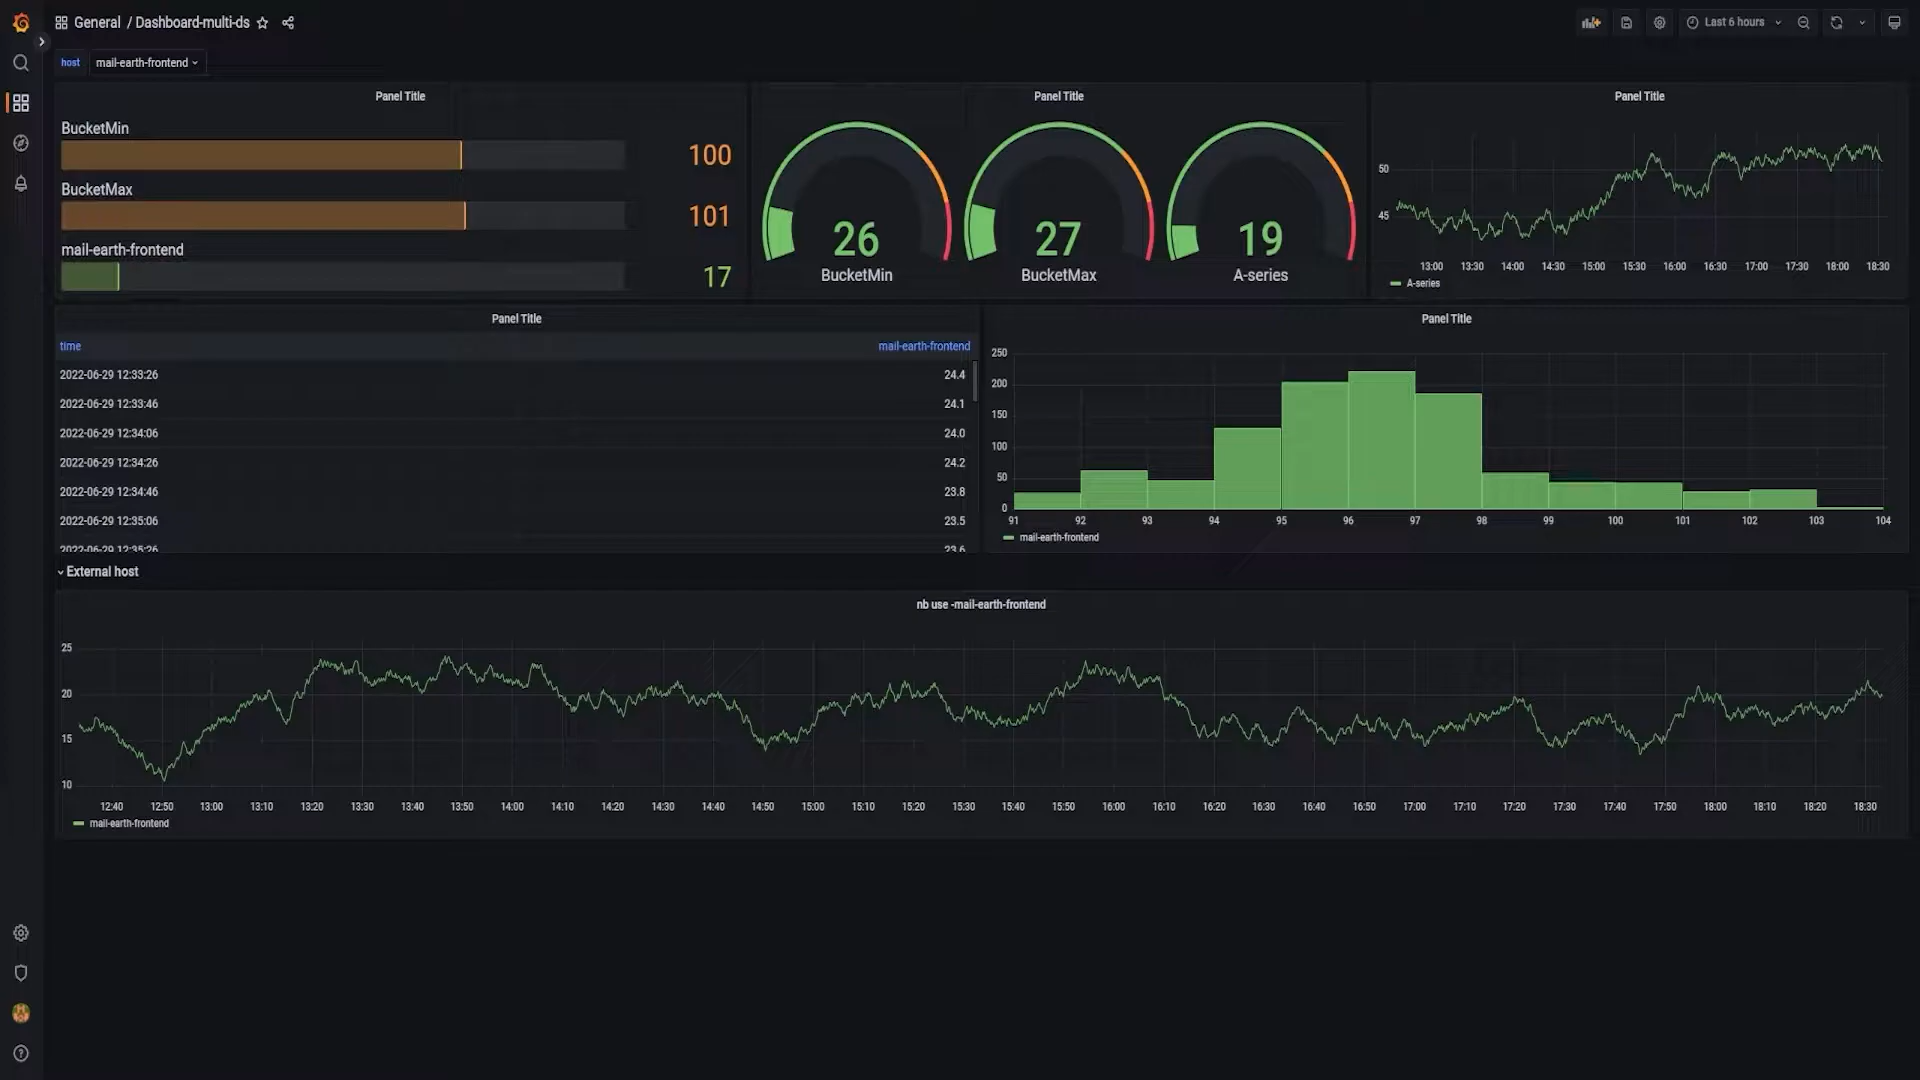 General / Dashboard-multi-ds
Last 6 hours
host mail-earth-frontend
Panel Title
BucketMin
100
BucketMax
101
mail-earth-frontend
17
Panel Title
26 27 19
BucketMin BucketMax A-series
Panel Title
50
45
13:00 13:30 14:00 14:30 15:00 15:30 16:00 16:30 17:00 17:30 18:00 18:30
A-series
Panel Title
time mail-earth-frontend
2022-06-29 12:33:26 24.4
2022-06-29 12:33:46 24.1
2022-06-29 12:34:06 24.0
2022-06-29 12:34:26 24.2
2022-06-29 12:34:46 23.8
2022-06-29 12:35:06 23.5
2022-06-29 12:35:26 23.6
Panel Title
250
200
150
100
50
0
91 92 93 94 95 96 97 98 99 100 101 102 103 104
mail-earth-frontend
External host
nb use -mail-earth-frontend
25
20
15
10
12:40 12:50 13:00 13:10 13:20 13:30 13:40 13:50 14:00 14:10 14:20 14:30 14:40 14:50 15:00 15:10 15:20 15:30 15:40 15:50 16:00 16:10 16:20 16:30 16:40 16:50 17:00 17:10 17:20 17:30 17:40 17:50 18:00 18:10 18:20 18:30
mail-earth-frontend